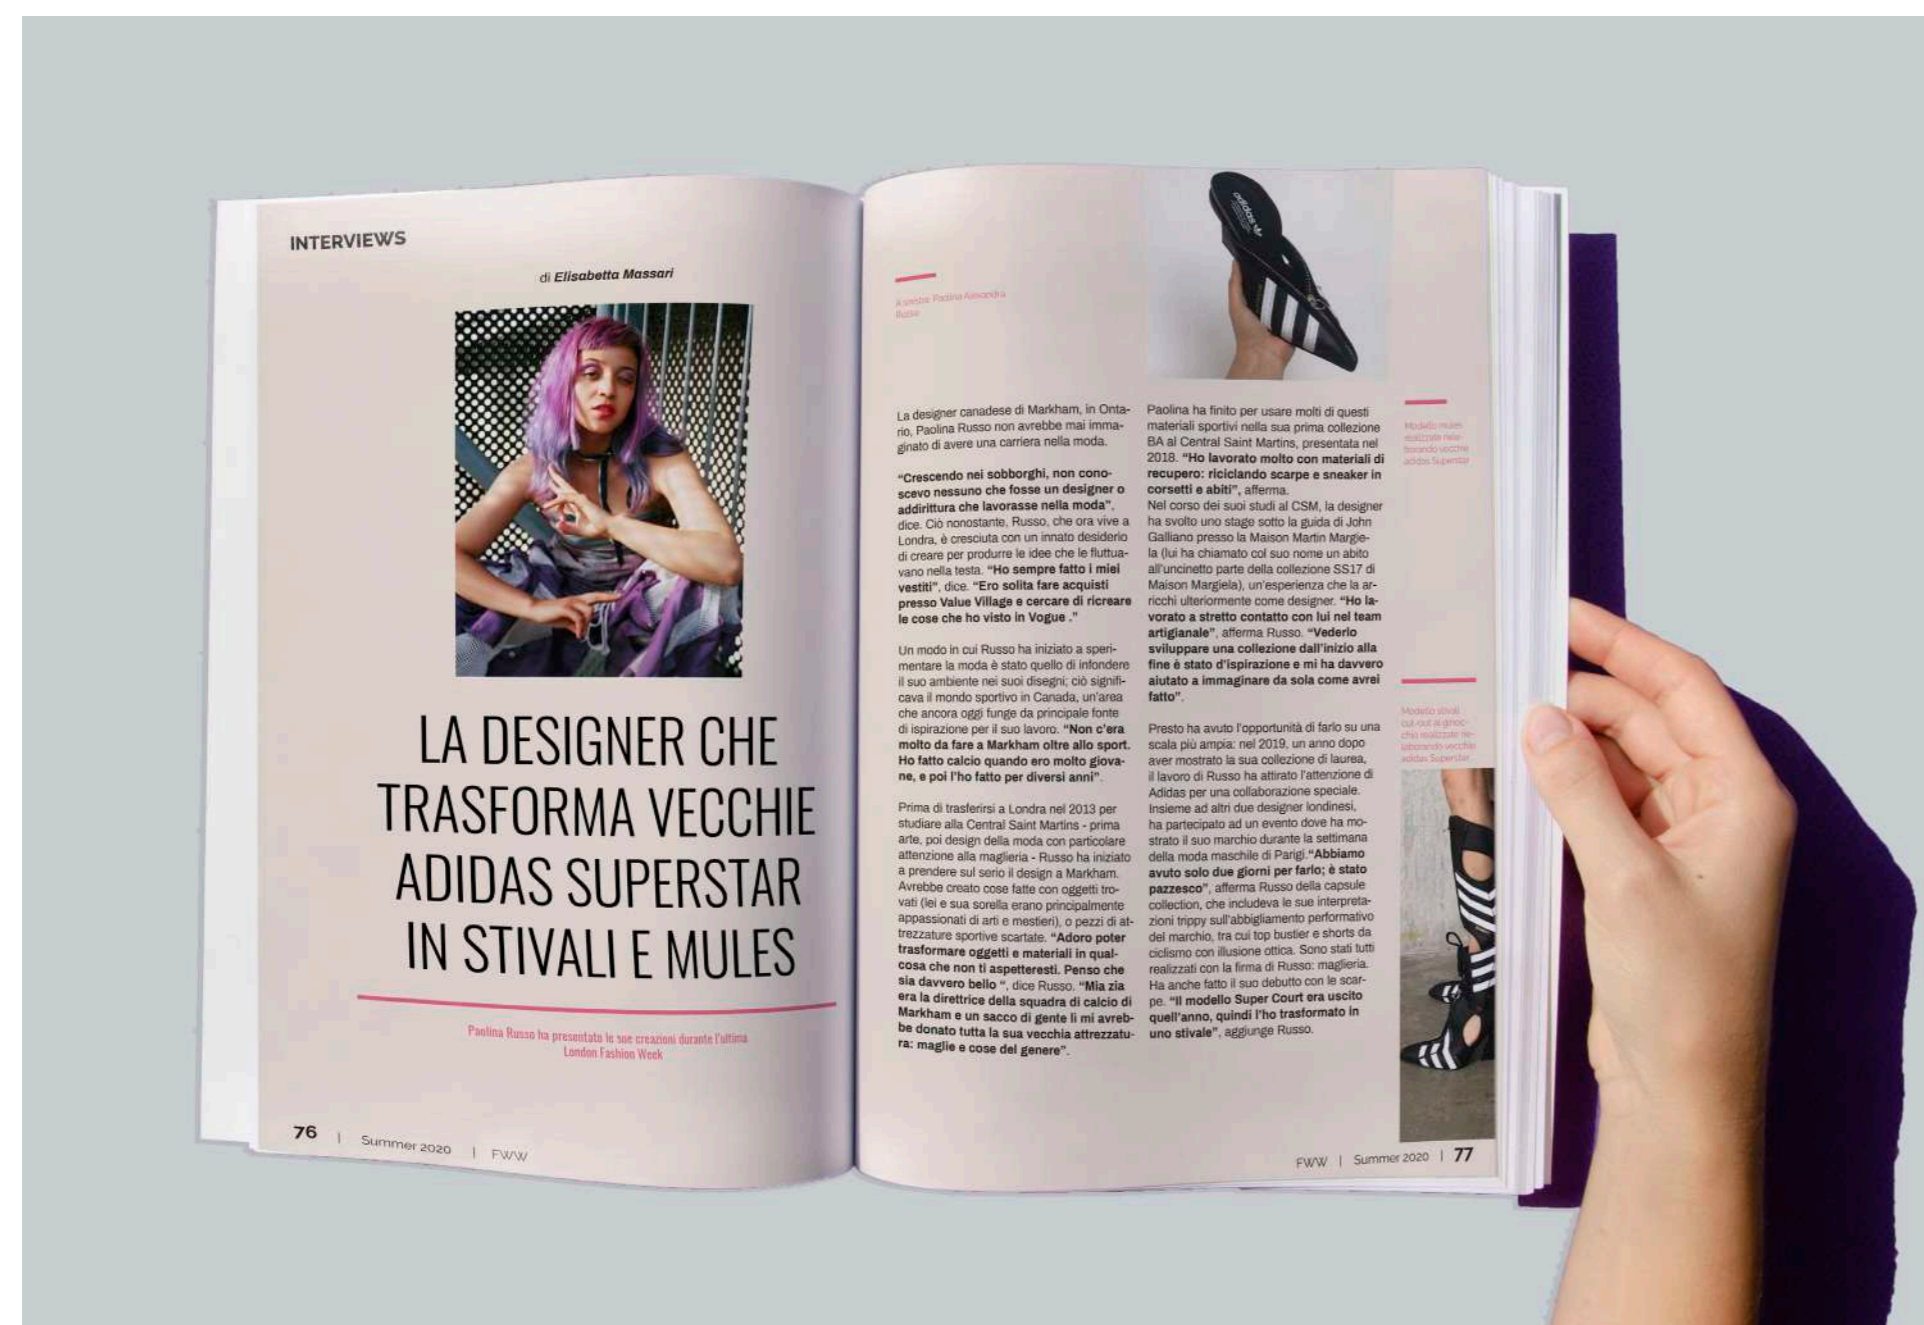 INTERVIEWS
di Elisabetta Massari
LA DESIGNER CHE
TRASFORMA VECCHIE
ADIDAS SUPERSTAR
IN STIVALI E MULES
Paolina Russo ha presentato le sue creazioni durante l'ultima
London Fashion Week
76 | Summer 2020 | FWW
A sinistra: Paolina Alexandra
Russo
adidas
La designer canadese di Markham, in Onta-
rio, Paolina Russo non avrebbe mai imma-
ginato di avere una carriera nella moda.
“Crescendo nei sobborghi, non cono-
scevo nessuno che fosse un designer o
addirittura che lavorasse nella moda”,
dice. Ciò nonostante, Russo, che ora vive a
Londra, è cresciuta con un innato desiderio
di creare per produrre le idee che le fluttua-
vano nella testa. “Ho sempre fatto i miei
vestiti”, dice. “Ero solita fare acquisti
presso Value Village e cercare di ricreare
le cose che ho visto in Vogue .”
Un modo in cui Russo ha iniziato a speri-
mentare la moda è stato quello di infondere
il suo ambiente nei suoi disegni; ciò signifi-
cava il mondo sportivo in Canada, un'area
che ancora oggi funge da principale fonte
di ispirazione per il suo lavoro. “Non c'era
molto da fare a Markham oltre allo sport.
Ho fatto calcio quando ero molto giova-
ne, e poi l'ho fatto per diversi anni”.
Prima di trasferirsi a Londra nel 2013 per
studiare alla Central Saint Martins - prima
arte, poi design della moda con particolare
attenzione alla maglieria - Russo ha iniziato
a prendere sul serio il design a Markham.
Avrebbe creato cose fatte con oggetti tro-
vati (lei e sua sorella erano principalmente
appassionati di arti e mestieri), o pezzi di at-
trezzature sportive scartate. “Adoro poter
trasformare oggetti e materiali in qual-
cosa che non ti aspetteresti. Penso che
sia davvero bello “, dice Russo. “Mia zia
era la direttrice della squadra di calcio di
Markham e un sacco di gente lì mi avreb-
be donato tutta la sua vecchia attrezzatu-
ra: maglie e cose del genere”.
Paolina ha finito per usare molti di questi
materiali sportivi nella sua prima collezione
BA al Central Saint Martins, presentata nel
2018. “Ho lavorato molto con materiali di
recupero: riciclando scarpe e sneaker in
corsetti e abiti”, afferma.
Nel corso dei suoi studi al CSM, la designer
ha svolto uno stage sotto la guida di John
Galliano presso la Maison Martin Margie-
la (lui ha chiamato col suo nome un abito
all'uncinetto parte della collezione SS17 di
Maison Margiela), un'esperienza che la ar-
ricchì ulteriormente come designer. “Ho la-
vorato a stretto contatto con lui nel team
artigianale”, afferma Russo. “Vederlo
sviluppare una collezione dall'inizio alla
fine è stato d'ispirazione e mi ha davvero
aiutato a immaginare da sola come avrei
fatto”.
Presto ha avuto l'opportunità di farlo su una
scala più ampia: nel 2019, un anno dopo
aver mostrato la sua collezione di laurea,
il lavoro di Russo ha attirato l'attenzione di
Adidas per una collaborazione speciale.
Insieme ad altri due designer londinesi,
ha partecipato ad un evento dove ha mo-
strato il suo marchio durante la settimana
della moda maschile di Parigi.“Abbiamo
avuto solo due giorni per farlo; è stato
pazzesco”, afferma Russo della capsule
collection, che includeva le sue interpreta-
zioni trippy sull'abbigliamento performativo
del marchio, tra cui top bustier e shorts da
ciclismo con illusione ottica. Sono stati tutti
realizzati con la firma di Russo: maglieria.
Ha anche fatto il suo debutto con le scar-
pe. “Il modello Super Court era uscito
quell'anno, quindi l'ho trasformato in
uno stivale”, aggiunge Russo.
Modello mules
realizzate riela-
borando vecchie
adidas Superstar
Modello stivali
cut-out al ginoc-
chio realizzate rie-
laborando vecchie
adidas Superstar
FWW | Summer 2020 | 77